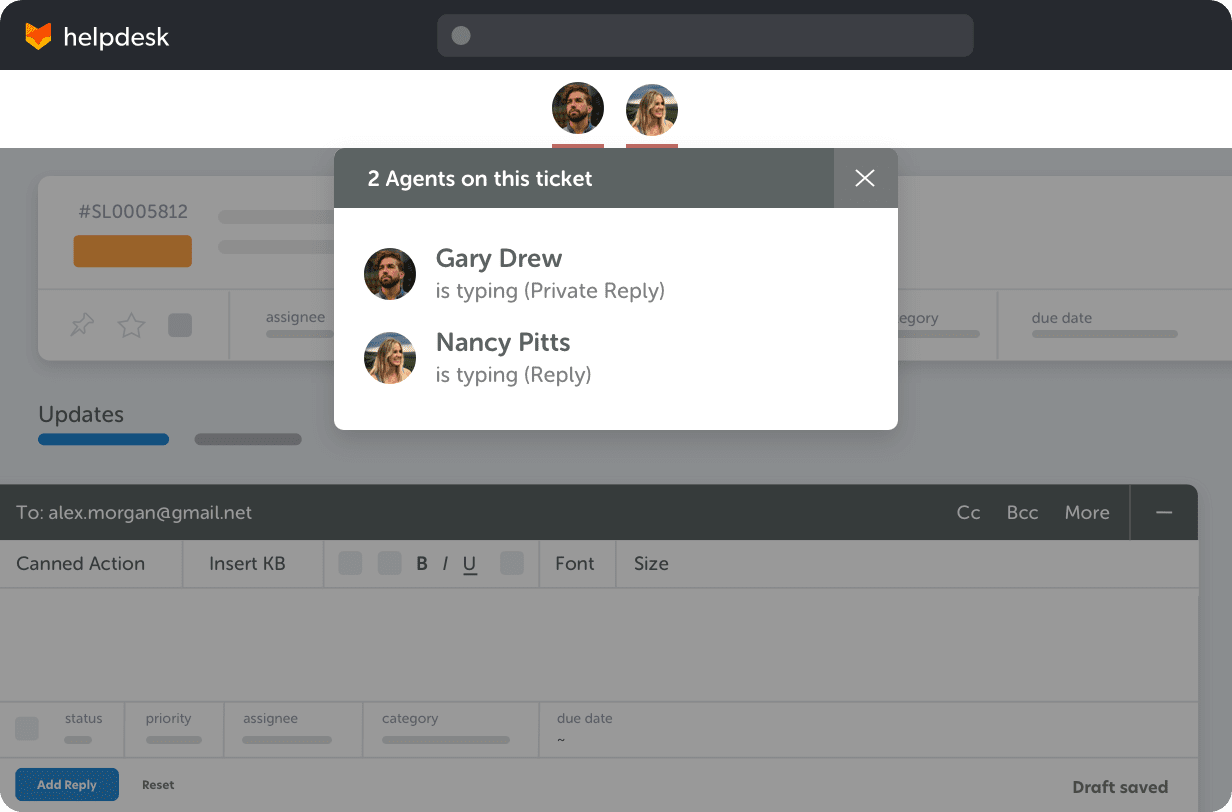 helpdesk
2 Agents on this ticket
#SL0005812
Gary Drew
is typing (Private Reply)
assignee
egory
due date
Nancy Pitts
is typing (Reply)
Updates
To: alex.morgan@gmail.net
Cc Bcc More
Canned Action Insert KB B I U Font Size
status priority assignee category due date
~
Add Reply Reset Draft saved